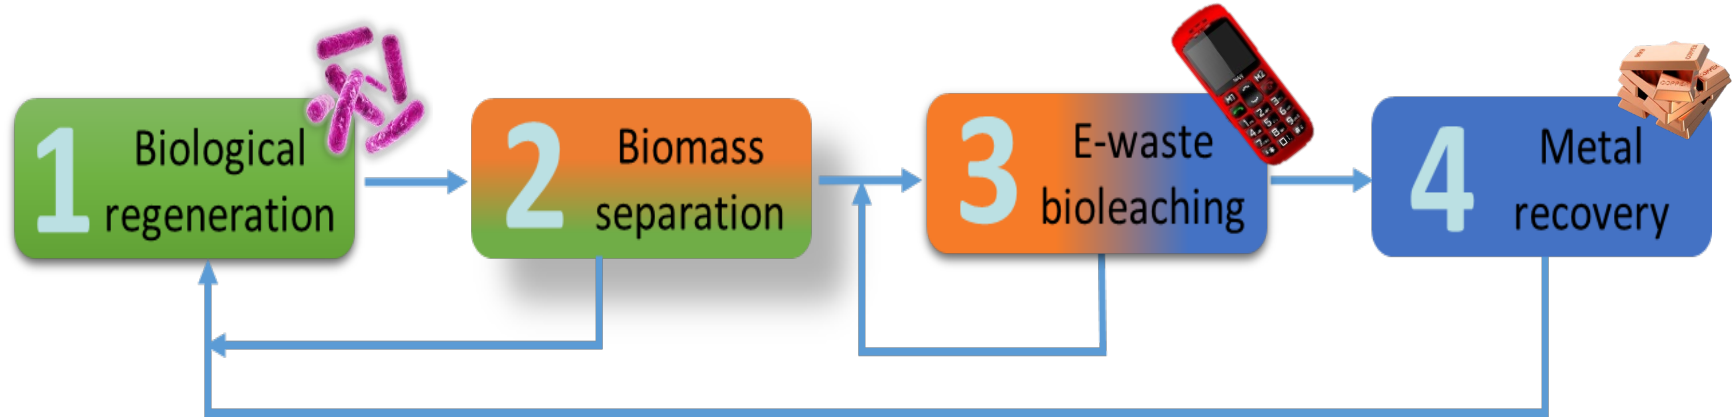 1
Biological
regeneration
2
Biomass
separation
3
E-waste
bioleaching
4
Metal
recovery